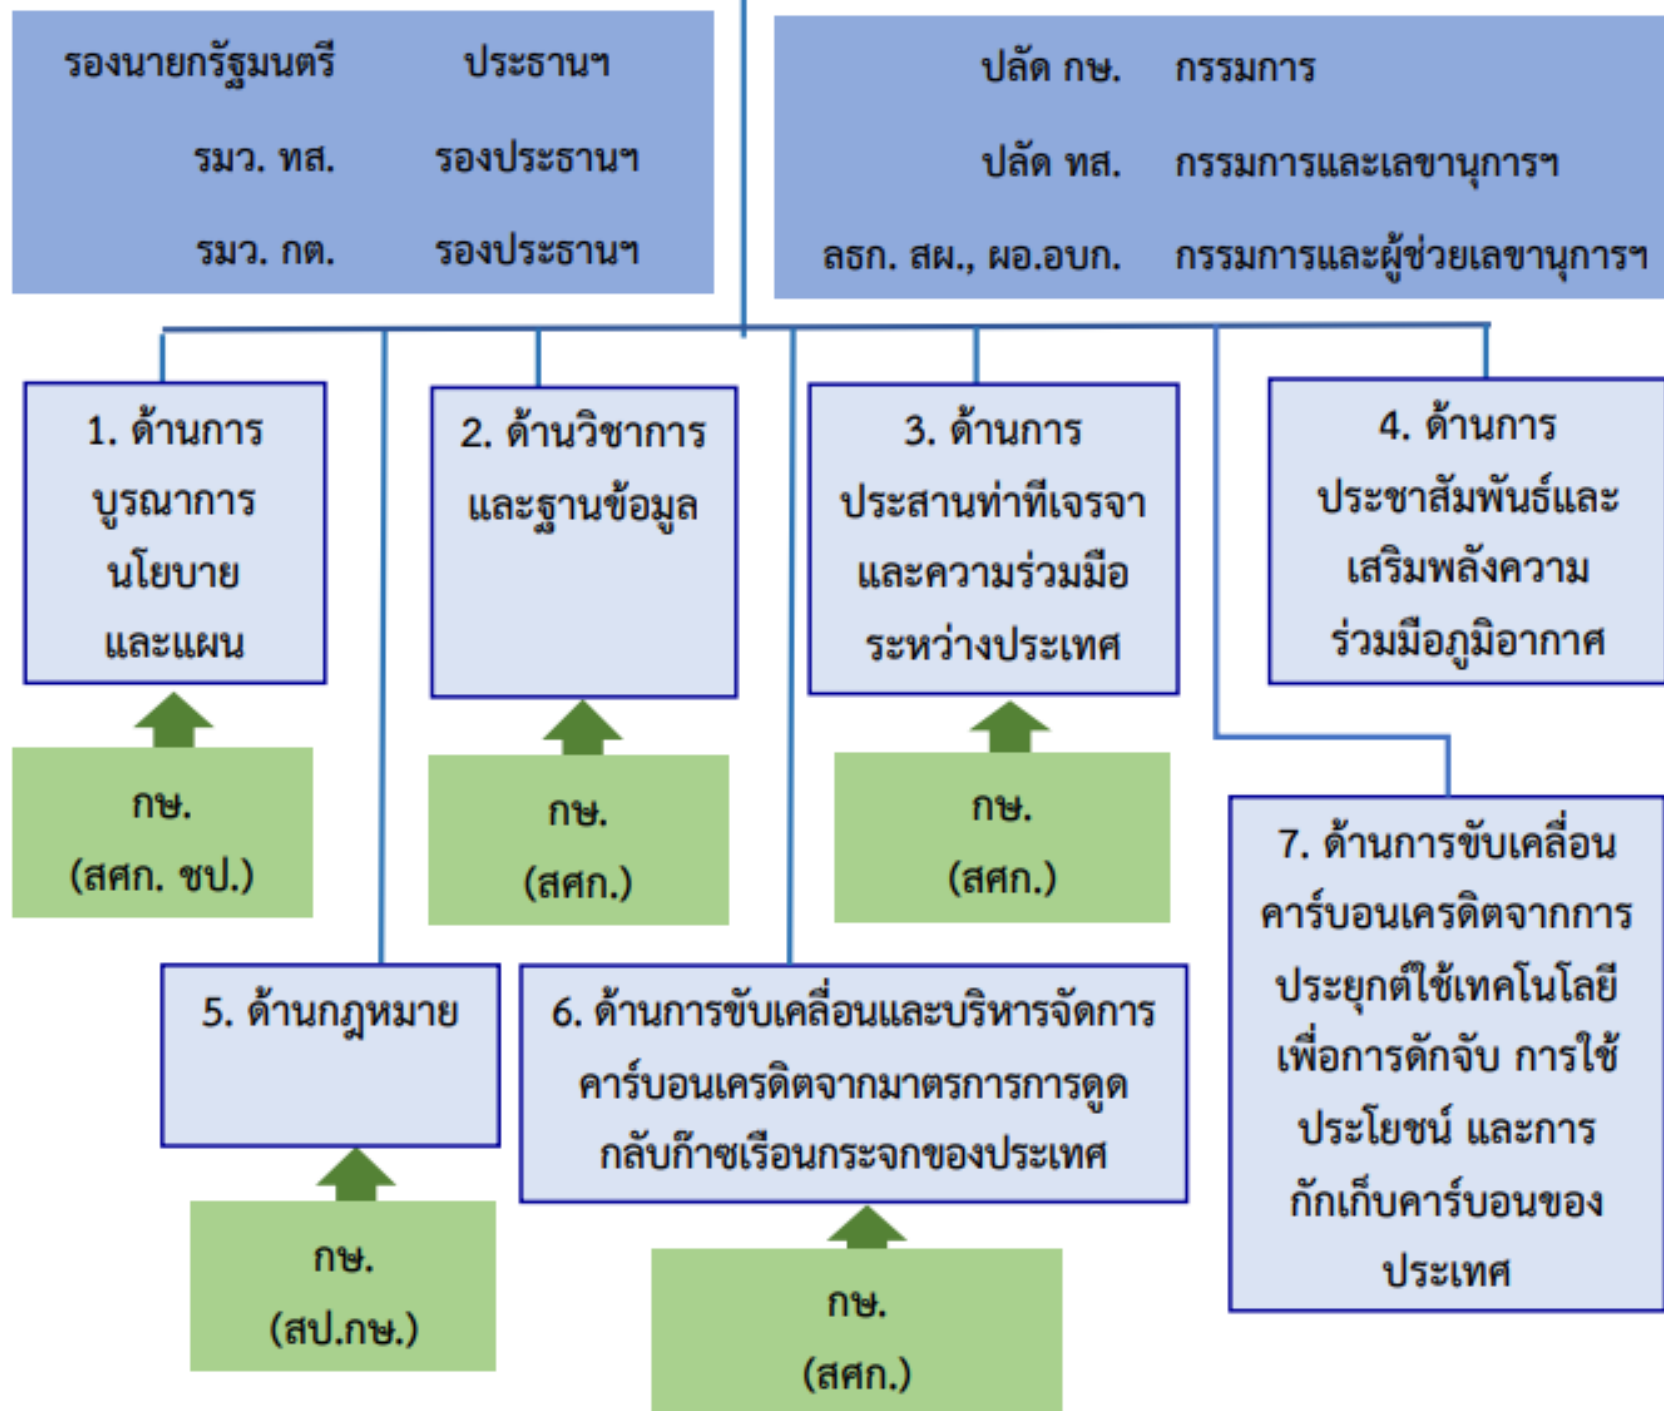 รองนายกรัฐมนตรี ประธานฯ
รมว. ทส. รองประธานฯ
รมว. กต. รองประธานฯ
ปลัด กษ. กรรมการ
ปลัด ทส. กรรมการและเลขานุการฯ
ลธก. สผ., ผอ.อบก. กรรมการและผู้ช่วยเลขานุการฯ
1. ด้านการ
บูรณาการ
นโยบาย
และแผน
2. ด้านวิชาการ
และฐานข้อมูล
3. ด้านการ
ประสานท่าทีเจรจา
และความร่วมมือ
ระหว่างประเทศ
4. ด้านการ
ประชาสัมพันธ์และ
เสริมพลังความ
ร่วมมือภูมิอากาศ
กษ.
(สศก. ชป.)
กษ.
(สศก.)
กษ.
(สศก.)
5. ด้านกฎหมาย
6. ด้านการขับเคลื่อนและบริหารจัดการ
คาร์บอนเครดิตจากมาตรการการดูด
กลับก๊าซเรือนกระจกของประเทศ
7. ด้านการขับเคลื่อน
คาร์บอนเครดิตจากการ
ประยุกต์ใช้เทคโนโลยี
เพื่อการดักจับ การใช้
ประโยชน์ และการ
กักเก็บคาร์บอนของ
ประเทศ
กษ.
(สป.กษ.)
กษ.
(สศก.)